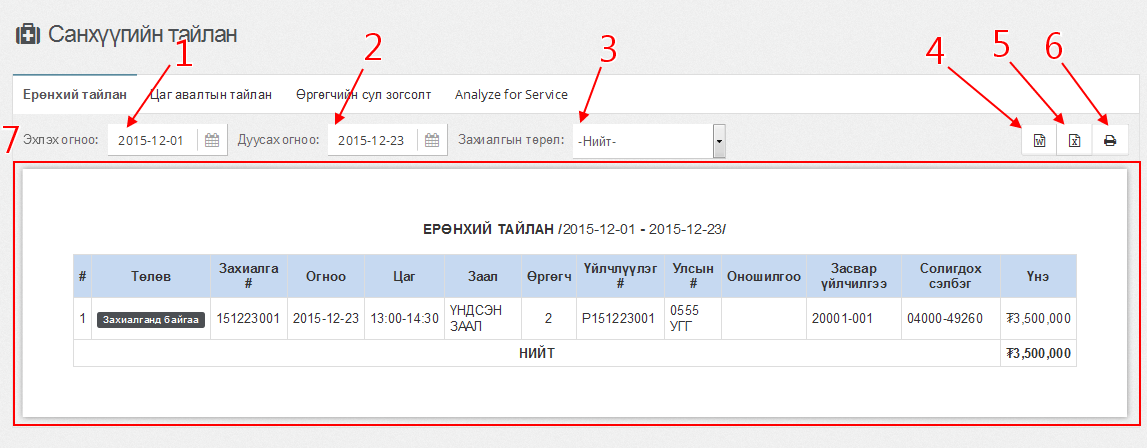 Санхүүгийн тайлан
1 2 3 4 5 6
Ерөнхий тайлан Цаг авалтын тайлан Өргөгчийн сул зогсолт Analyze for Service
7 Эхлэх огноо: 2015-12-01 Дуусах огноо: 2015-12-23 Захиалгын төрөл: -Нийт-
ЕРӨНХИЙ ТАЙЛАН /2015-12-01 - 2015-12-23/
# Төлөв Захиалга # Огноо Цаг Заал Өргөгч Үйлчлүүлэг # Улсын # Оношилгоо Засвар үйлчилгээ Солигдох сэлбэг Үнэ
1 Захиалганд байгаа 151223001 2015-12-23 13:00-14:30 ҮНДСЭН ЗААЛ 2 P151223001 0555 УГГ 20001-001 04000-49260 ₮3,500,000
НИЙТ ₮3,500,000